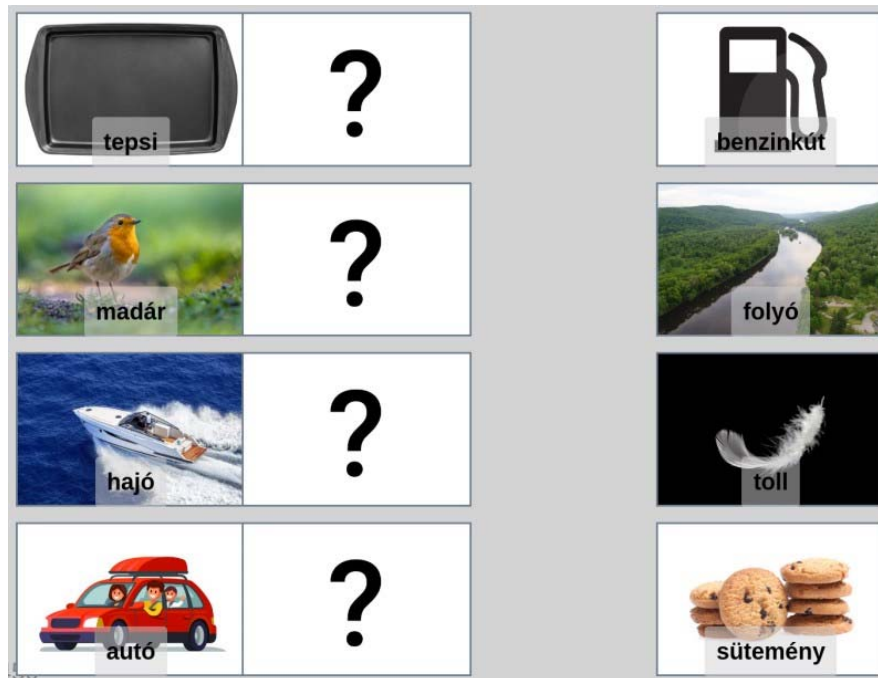 tepsi
?
benzinkút
madár
?
folyó
hajó
?
toll
autó
?
sütemény